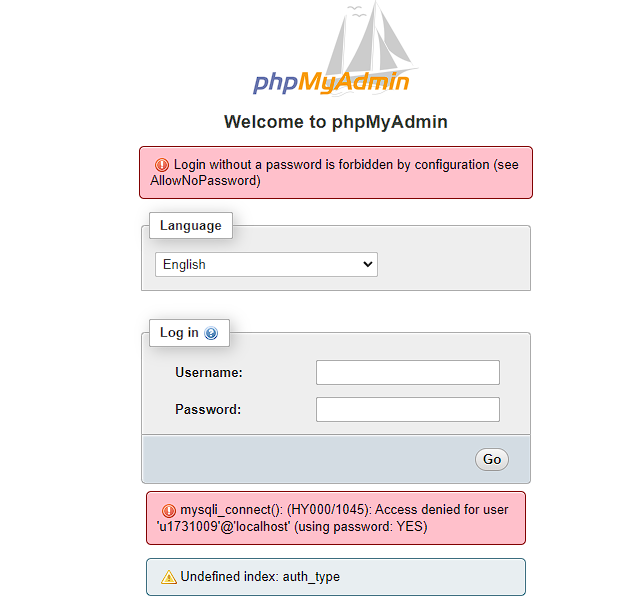 phpMyAdmin
Welcome to phpMyAdmin
Login without a password is forbidden by configuration (see
AllowNoPassword)
Language
English
Log in
Username:
Password:
Go
mysqli_connect(): (HY000/1045): Access denied for user
'u1731009'@'localhost' (using password: YES)
Undefined index: auth_type